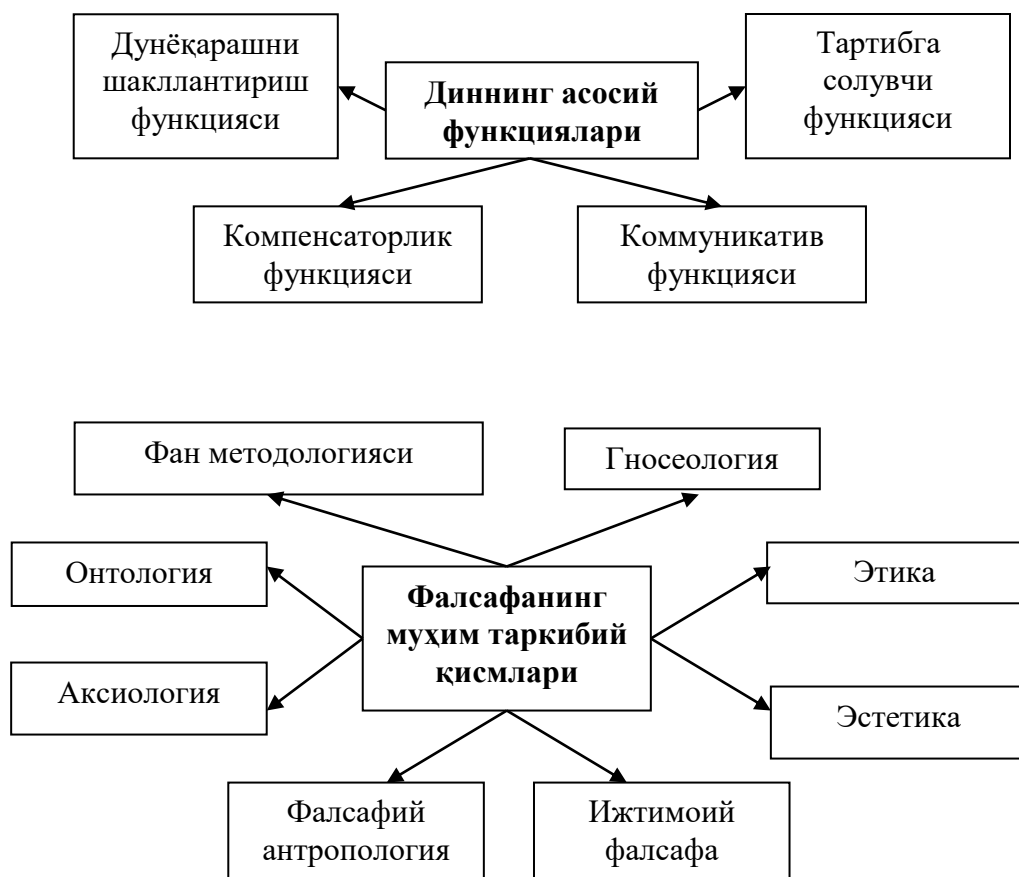 Дунёқарашни
шакллантириш
функцияси
Диннинг асосий
функциялари
Тартибга
солувчи
функцияси
Компенсаторлик
функцияси
Коммуникатив
функцияси
Фан методологияси
Гносеология
Онтология
Фалсафанинг
муҳим таркибий
қисмлари
Этика
Аксиология
Эстетика
Фалсафий
антропология
Ижтимоий
фалсафа